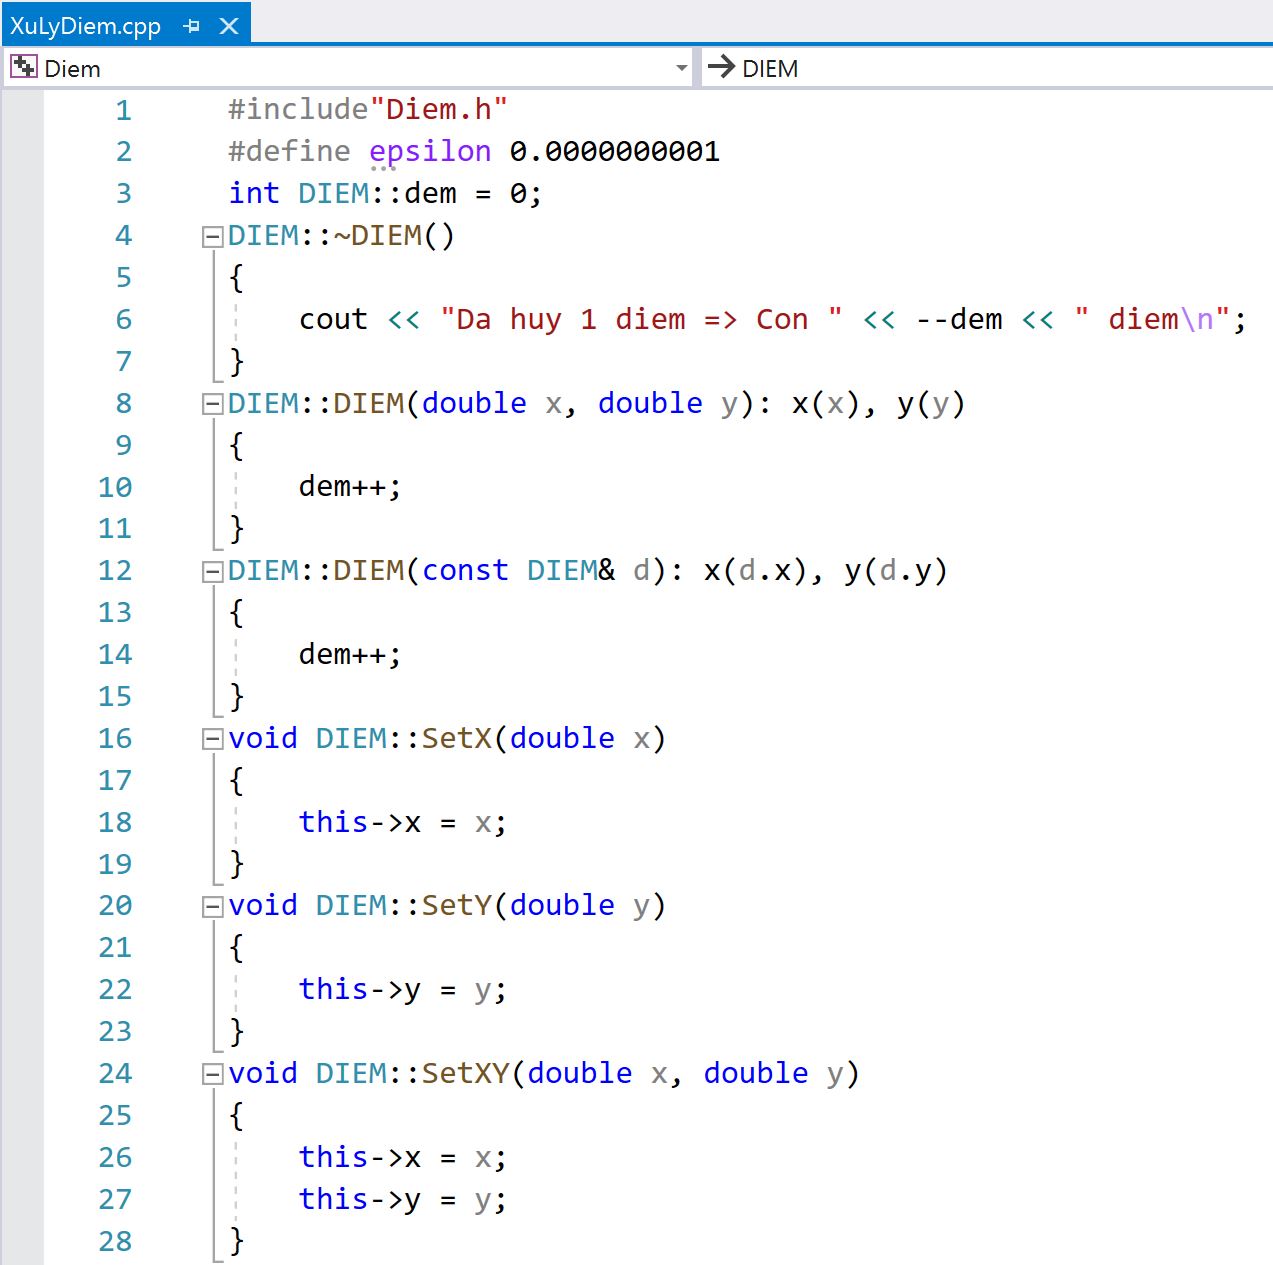 XuLyDiem.cpp
Diem DIEM
1 #include"Diem.h"
2 #define epsilon 0.0000000001
3 int DIEM::dem = 0;
4 DIEM::~DIEM()
5 {
6 cout << "Da huy 1 diem => Con " << --dem << " diem\n";
7 }
8 DIEM::DIEM(double x, double y): x(x), y(y)
9 {
10 dem++;
11 }
12 DIEM::DIEM(const DIEM& d): x(d.x), y(d.y)
13 {
14 dem++;
15 }
16 void DIEM::SetX(double x)
17 {
18 this->x = x;
19 }
20 void DIEM::SetY(double y)
21 {
22 this->y = y;
23 }
24 void DIEM::SetXY(double x, double y)
25 {
26 this->x = x;
27 this->y = y;
28 }